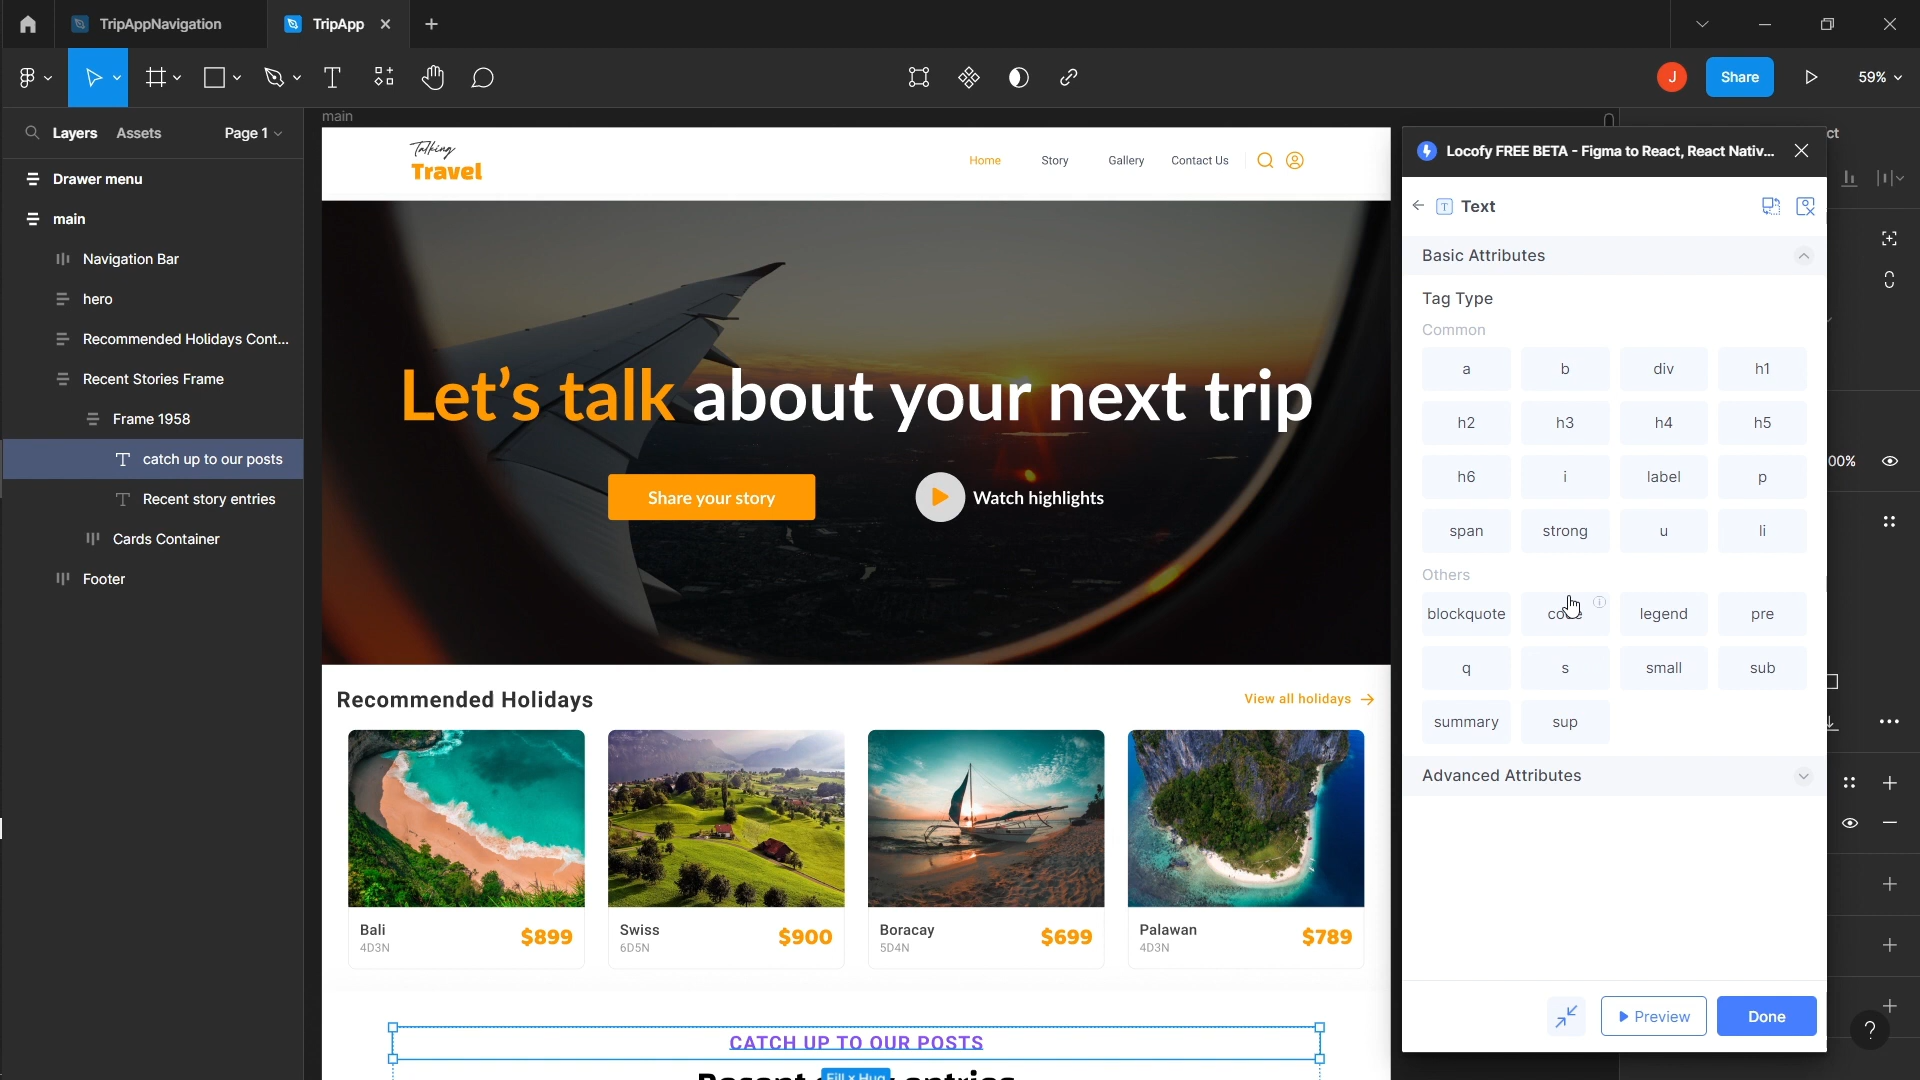 TripAppNavigation
TripApp
J
Share
59%
Layers
Assets
Page 1
Drawer menu
main
Navigation Bar
hero
Recommended Holidays Cont...
Recent Stories Frame
Frame 1958
catch up to our posts
Recent story entries
Cards Container
Footer
main
Talking
Travel
Home
Story
Gallery
Contact Us
Let's talk about your next trip
Share your story
Watch highlights
Recommended Holidays
View all holidays
Bali
4D3N
$899
Swiss
6D5N
$900
Boracay
5D4N
$699
Palawan
4D3N
$789
CATCH UP TO OUR POSTS
Fill x Hug
Locofy FREE BETA - Figma to React, React Nativ...
Text
Basic Attributes
Tag Type
Common
a
b
div
h1
h2
h3
h4
h5
h6
i
label
p
span
strong
u
li
Others
blockquote
code
legend
pre
q
s
small
sub
summary
sup
Advanced Attributes
Preview
Done
ct
00%
?